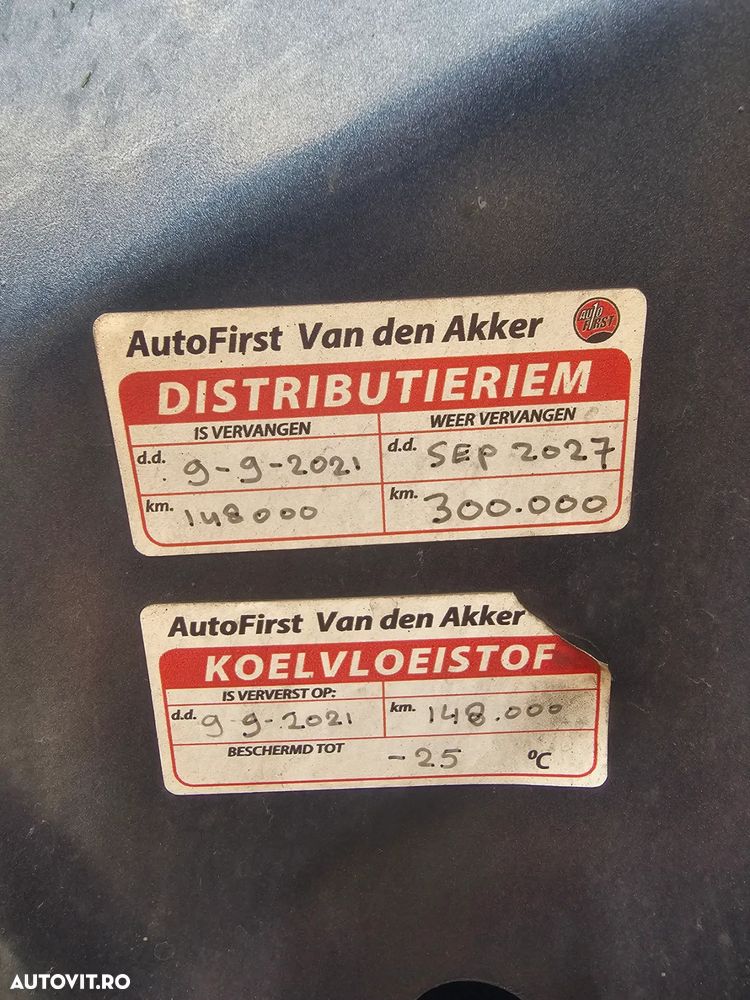 AutoFirst Van den Akker
AUTO FIRST
DISTRIBUTIERIEM
IS VERVANGEN
WEER VERVANGEN
d.d. 9-9-2021
d.d. SEP 2027
km. 148000
km. 300.000
AutoFirst Van den Akker
KOELVLOEISTOF
IS VERVERST OP:
d.d. 9-9-2021
km. 148.000
BESCHERMD TOT -25 °C
AUTOVIT.RO